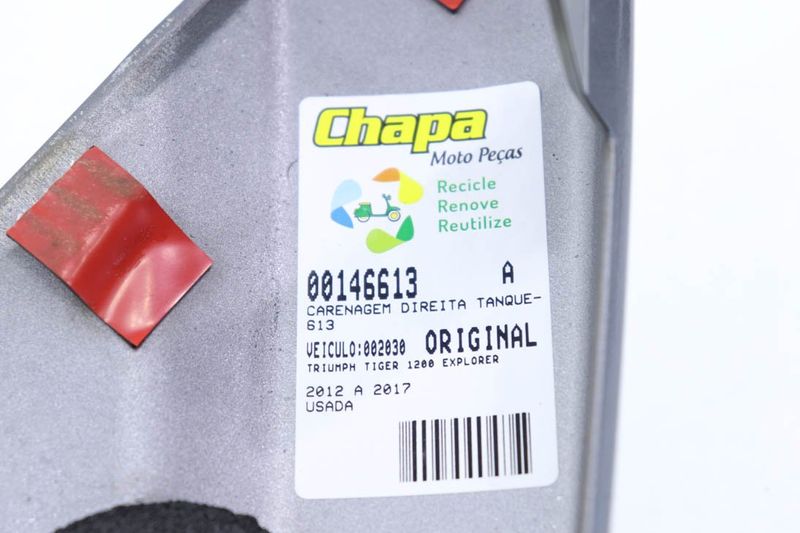 Chapa
Moto Peças
Recicle
Renove
Reutilize
00146613 A
CARENAGEM DIREITA TANQUE-
613
VEICULO:002030 ORIGINAL
TRIUMPH TIGER 1200 EXPLORER
2012 A 2017
USADA